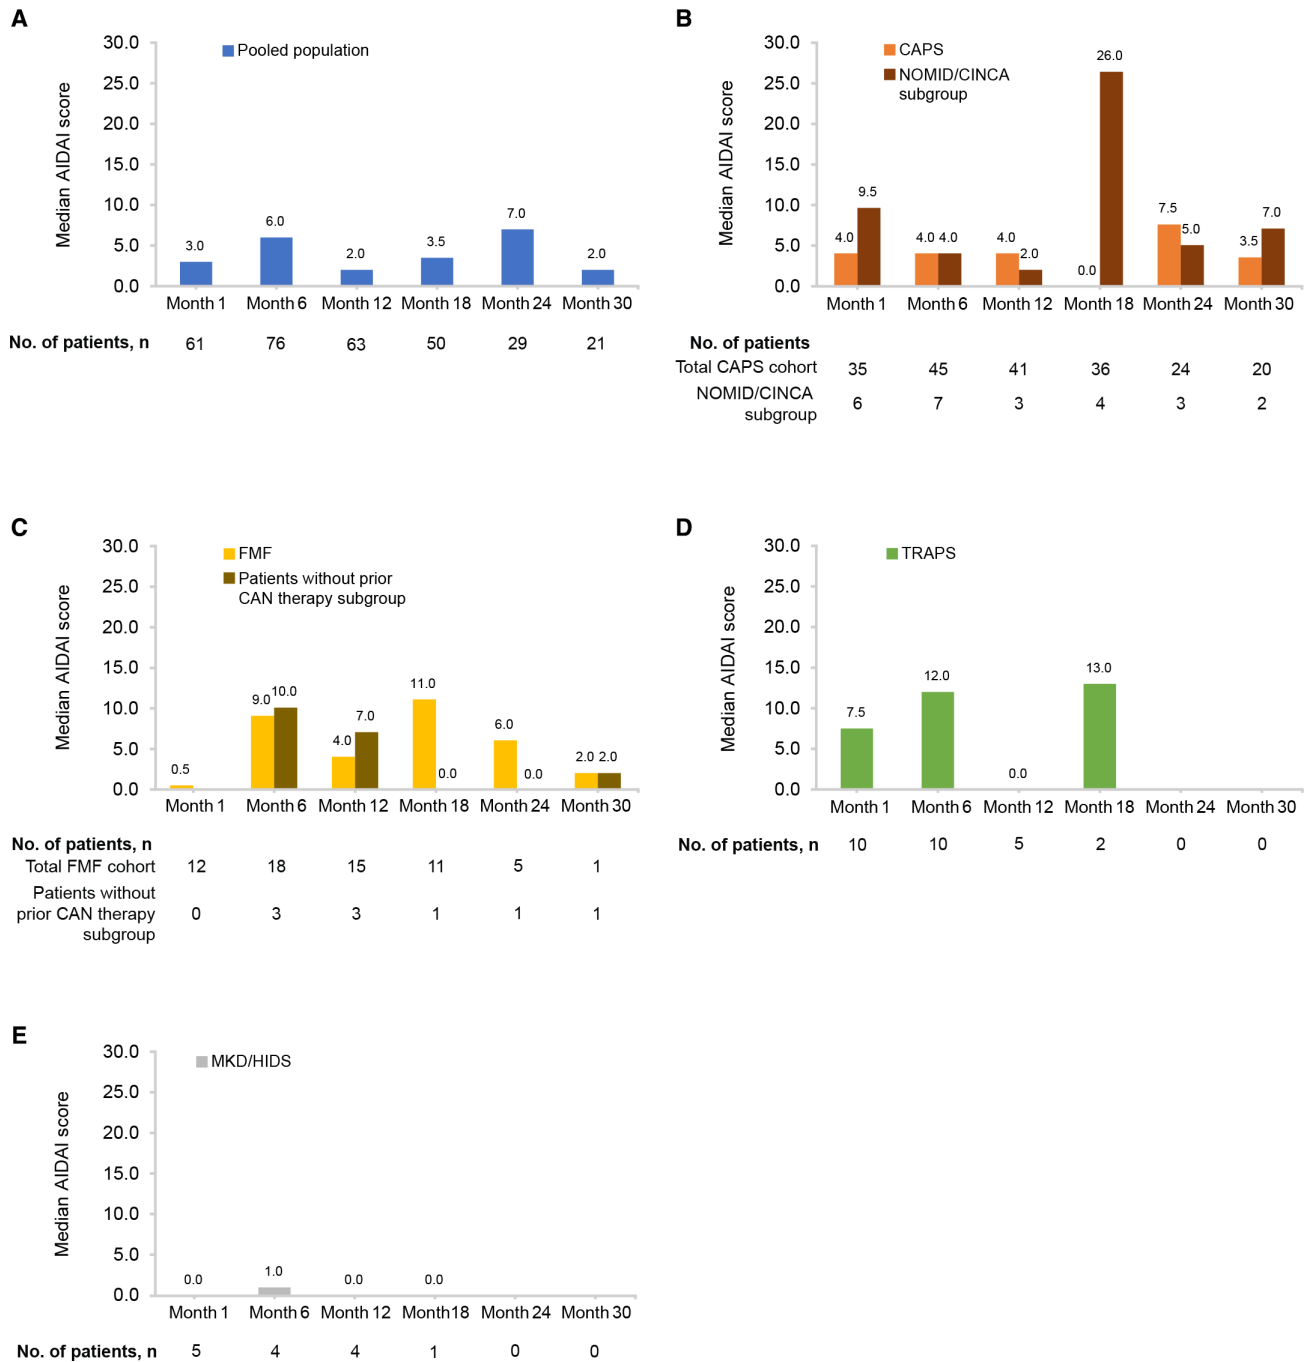 A
Pooled population
Median AIDAI score
30.0
25.0
20.0
15.0
10.0
5.0
0.0
3.0
6.0
2.0
3.5
7.0
2.0
Month 1 Month 6 Month 12 Month 18 Month 24 Month 30
No. of patients, n 61 76 63 50 29 21
B
CAPS
NOMID/CINCA
subgroup
Median AIDAI score
30.0
25.0
20.0
15.0
10.0
5.0
0.0
4.0 9.5
4.0 4.0
4.0 2.0
0.0 26.0
7.5 5.0
3.5 7.0
Month 1 Month 6 Month 12 Month 18 Month 24 Month 30
No. of patients
Total CAPS cohort 35 45 41 36 24 20
NOMID/CINCA
subgroup 6 7 3 4 3 2
C
FMF
Patients without prior
CAN therapy subgroup
Median AIDAI score
30.0
25.0
20.0
15.0
10.0
5.0
0.0
0.5
9.0 10.0
4.0 7.0
11.0 0.0
6.0 0.0
2.0 2.0
Month 1 Month 6 Month 12 Month 18 Month 24 Month 30
No. of patients, n
Total FMF cohort 12 18 15 11 5 1
Patients without
prior CAN therapy 0 3 3 1 1 1
subgroup
D
TRAPS
Median AIDAI score
30.0
25.0
20.0
15.0
10.0
5.0
0.0
7.5
12.0
0.0
13.0
Month 1 Month 6 Month 12 Month 18 Month 24 Month 30
No. of patients, n 10 10 5 2 0 0
E
MKD/HIDS
Median AIDAI score
30.0
25.0
20.0
15.0
10.0
5.0
0.0
0.0
1.0
0.0
0.0
Month 1 Month 6 Month 12 Month18 Month 24 Month 30
No. of patients, n 5 4 4 1 0 0